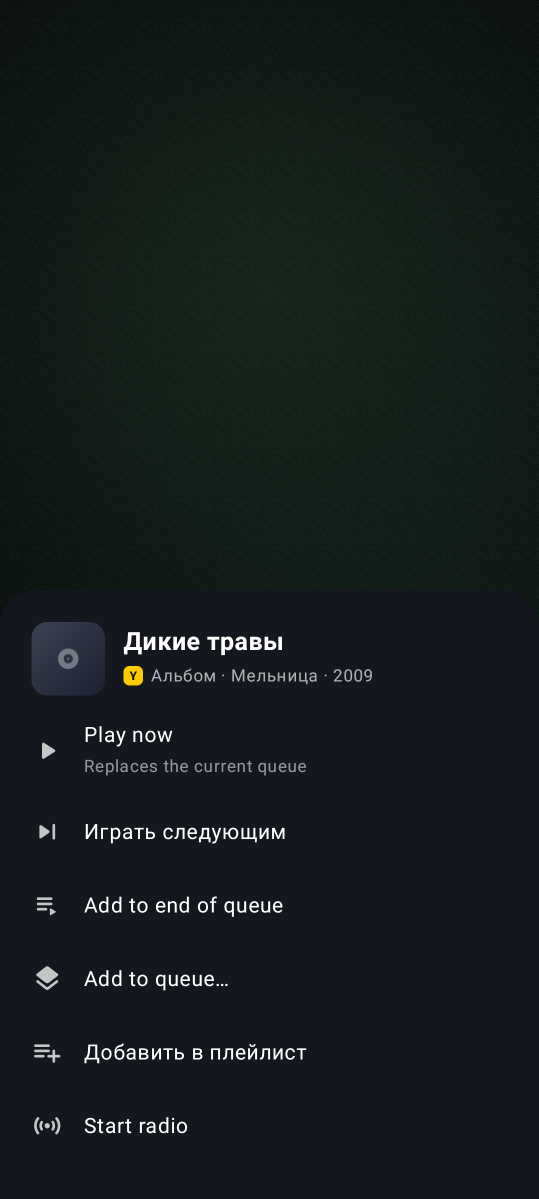 Дикие травы
Y Альбом · Мельница · 2009
Play now
Replaces the current queue
Играть следующим
Add to end of queue
Add to queue…
Добавить в плейлист
Start radio